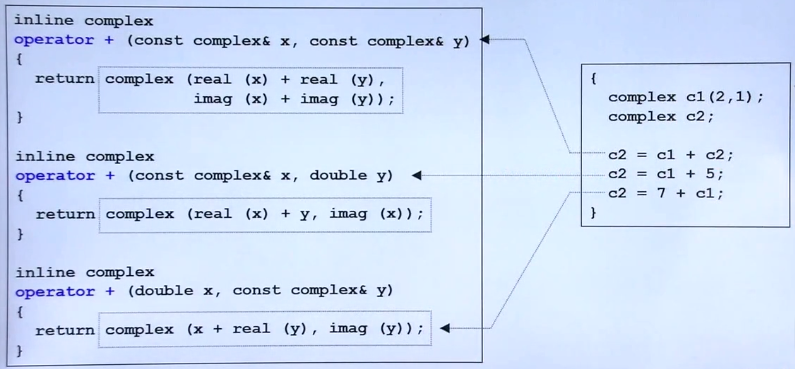 inline complex
operator + (const complex& x, const complex& y)
{
return complex (real (x) + real (y),
imag (x) + imag (y));
}
inline complex
operator + (const complex& x, double y)
{
return complex (real (x) + y, imag (x));
}
inline complex
operator + (double x, const complex& y)
{
return complex (x + real (y), imag (y));
}
{
complex c1(2,1);
complex c2;
c2 = c1 + c2;
c2 = c1 + 5;
c2 = 7 + c1;
}